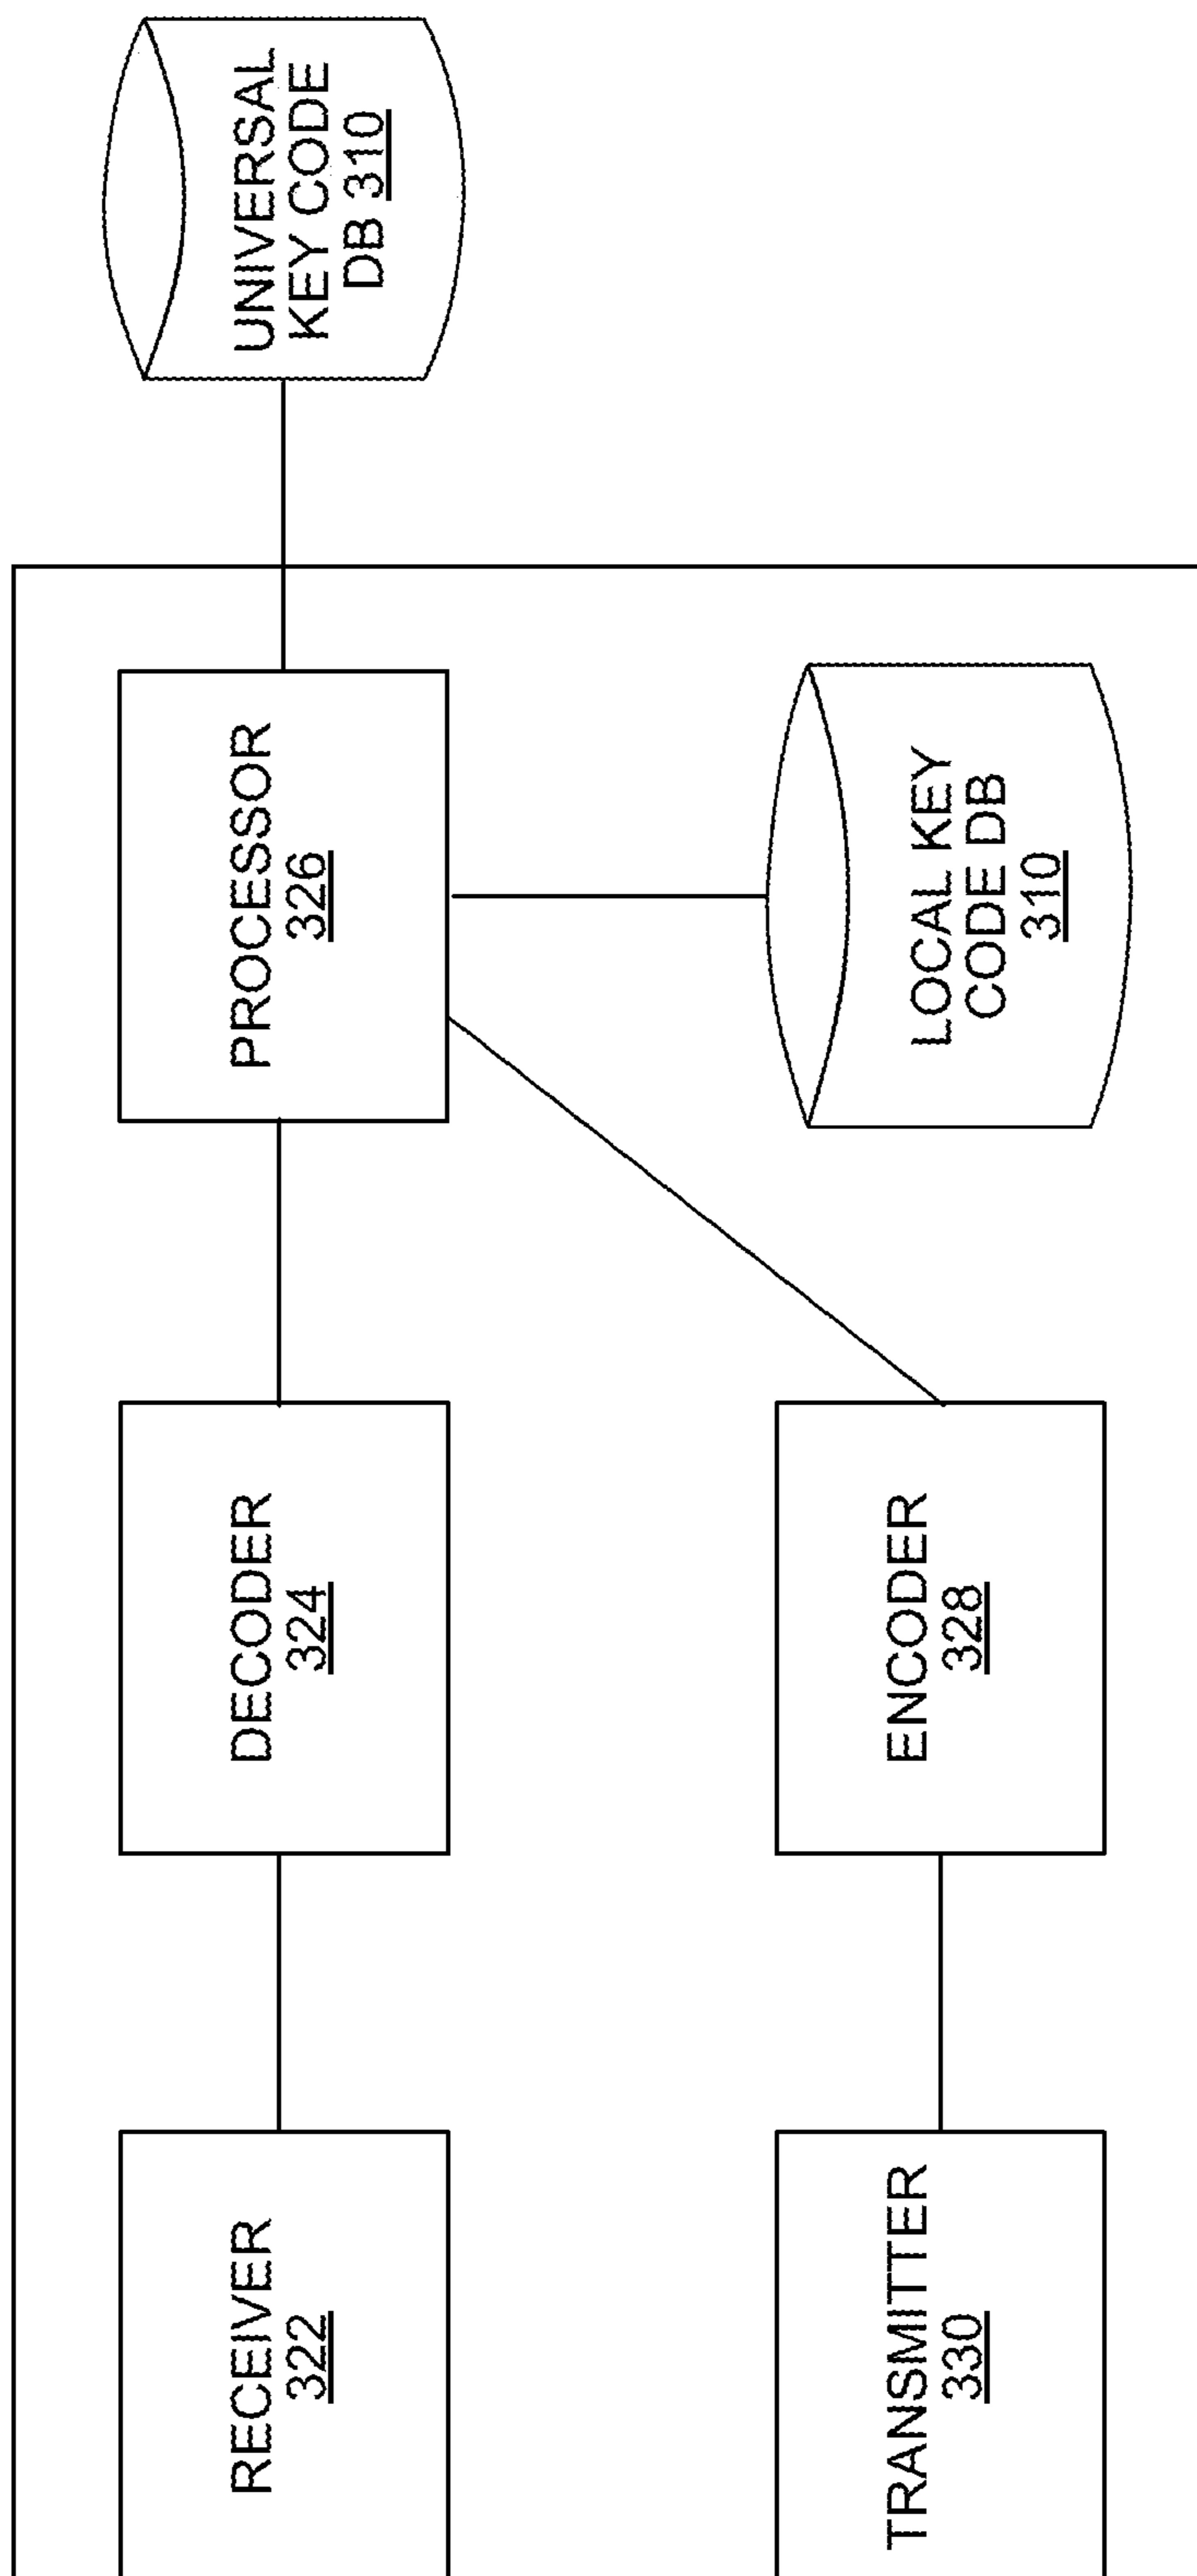 RECEIVER
322
DECODER
324
PROCESSOR
326
UNIVERSAL
KEY CODE
DB 310
TRANSMITTER
330
ENCODER
328
LOCAL KEY
CODE DB
310